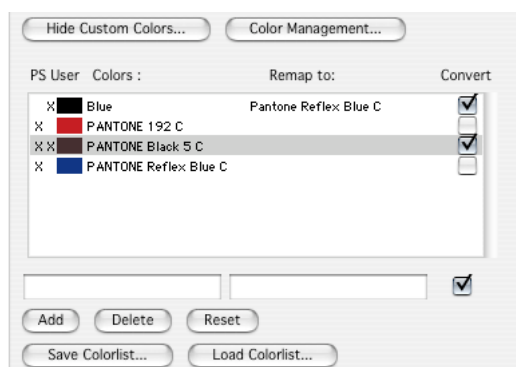 Hide Custom Colors... Color Management...
PS User Colors : Remap to: Convert
X Blue Pantone Reflex Blue C
X PANTONE 192 C
X X PANTONE Black 5 C
X PANTONE Reflex Blue C
Add Delete Reset
Save Colorlist... Load Colorlist...